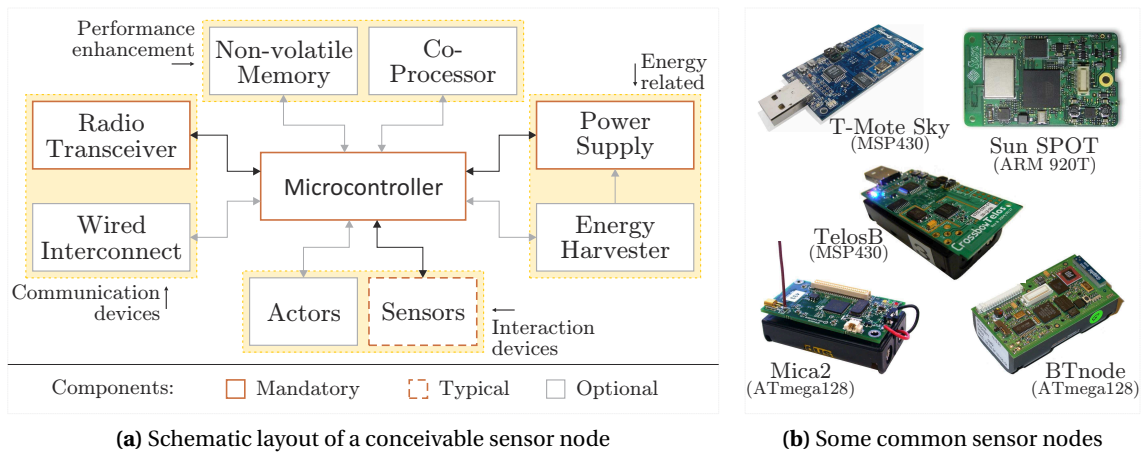 Performance
enhancement
Non-volatile
Memory
Co-
Processor
Energy
related
Radio
Transceiver
Power
Supply
Microcontroller
Wired
Interconnect
Energy
Harvester
Communication
devices
Actors
Sensors
Interaction
devices
Components:
Mandatory
Typical
Optional
(a) Schematic layout of a conceivable sensor node
T-Mote Sky
(MSP430)
Sun SPOT
(ARM 920T)
CrossbowTelos
TelosB
(MSP430)
Mica2
(ATmega128)
BTnode
(ATmega128)
(b) Some common sensor nodes